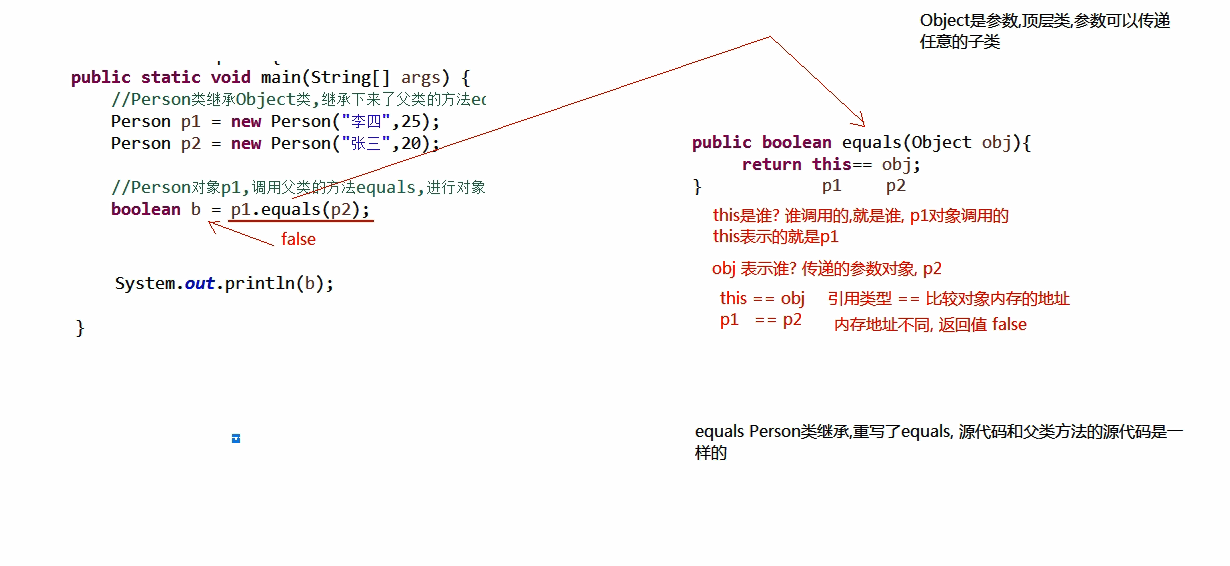 Object是参数,顶层类,参数可以传递
任意的子类
public static void main(String[] args) {
//Person类继承Object类,继承下来了父类的方法eq
Person p1 = new Person("李四",25);
Person p2 = new Person("张三",20);
//Person对象p1,调用父类的方法equals,进行对象
boolean b = p1.equals(p2);
false
System.out.println(b);
}
public boolean equals(Object obj){
return this== obj;
} p1 p2
this是谁? 谁调用的,就是谁, p1对象调用的
this表示的就是p1
obj 表示谁? 传递的参数对象, p2
this == obj 引用类型 == 比较对象内存的地址
p1 == p2 内存地址不同, 返回值 false
equals Person类继承,重写了equals, 源代码和父类方法的源代码是一
样的